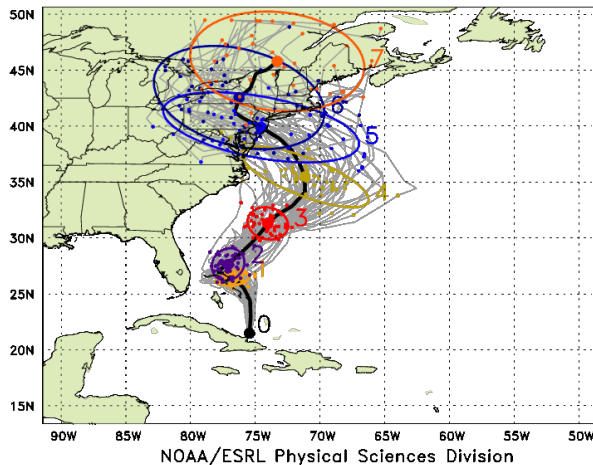 50N
7
45N
6
40N
5
35N
4
3
30N
2
1
25N
0
20N
15N
90W 85W 80W 75W 70W 65W 60W 55W 50W
NOAA/ESRL Physical Sciences Division